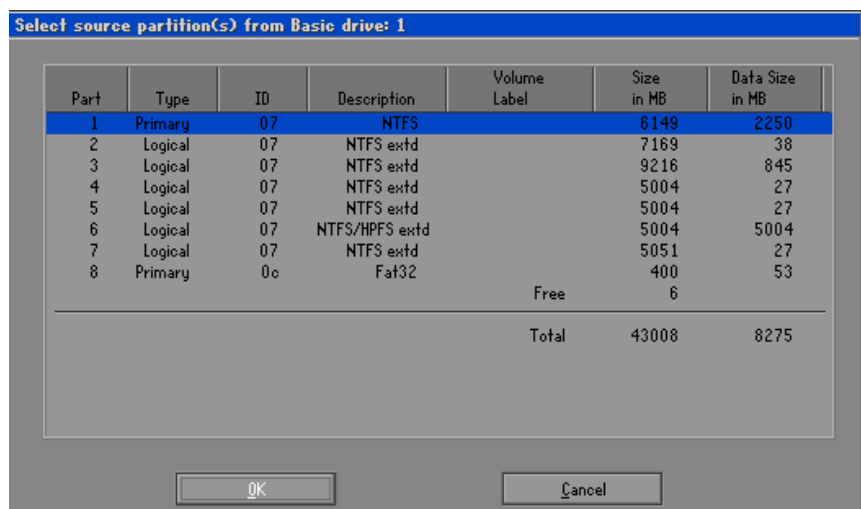 Select source partition(s) from Basic drive: 1
Part Type ID Description Volume Label Size in MB Data Size in MB
1 Primary 07 NTFS 6149 2250
2 Logical 07 NTFS extd 7169 38
3 Logical 07 NTFS extd 9216 845
4 Logical 07 NTFS extd 5004 27
5 Logical 07 NTFS extd 5004 27
6 Logical 07 NTFS/HPFS extd 5004 5004
7 Logical 07 NTFS extd 5051 27
8 Primary 0c Fat32 400 53
Free 6
Total 43008 8275
OK Cancel